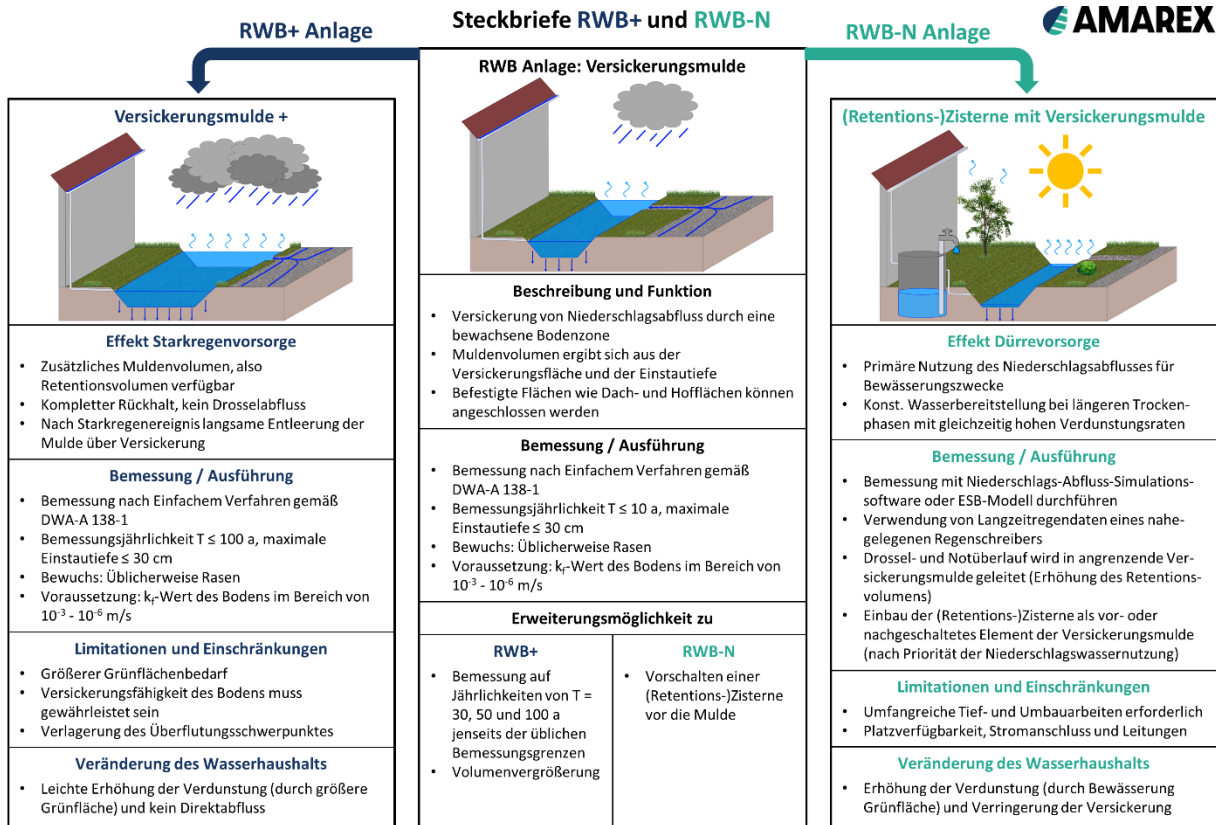 Steckbriefe RWB+ und RWB-N
AMAREX
RWB+ Anlage
RWB-N Anlage
Versickerungsmulde +
Effekt Starkregenvorsorge
• Zusätzliches Muldenvolumen, also
Retentionsvolumen verfügbar
• Kompletter Rückhalt, kein Drosselabfluss
• Nach Starkregenereignis langsame Entleerung der
Mulde über Versickerung
Bemessung / Ausführung
• Bemessung nach Einfachem Verfahren gemäß
DWA-A 138-1
• Bemessungsjährlichkeit T ≤ 100 a, maximale
Einstautiefe ≤ 30 cm
• Bewuchs: Üblicherweise Rasen
• Voraussetzung: kf-Wert des Bodens im Bereich von
10⁻³ - 10⁻⁶ m/s
Limitationen und Einschränkungen
• Größerer Grünflächenbedarf
• Versickerungsfähigkeit des Bodens muss
gewährleistet sein
• Verlagerung des Überflutungsschwerpunktes
Veränderung des Wasserhaushalts
• Leichte Erhöhung der Verdunstung (durch größere
Grünfläche) und kein Direktabfluss
RWB Anlage: Versickerungsmulde
Beschreibung und Funktion
• Versickerung von Niederschlagsabfluss durch eine
bewachsene Bodenzone
• Muldenvolumen ergibt sich aus der
Versickerungsfläche und der Einstautiefe
• Befestigte Flächen wie Dach- und Hofflächen können
angeschlossen werden
Bemessung / Ausführung
• Bemessung nach Einfachem Verfahren gemäß
DWA-A 138-1
• Bemessungsjährlichkeit T ≤ 10 a, maximale
Einstautiefe ≤ 30 cm
• Bewuchs: Üblicherweise Rasen
• Voraussetzung: kf-Wert des Bodens im Bereich von
10⁻³ - 10⁻⁶ m/s
Erweiterungsmöglichkeit zu
RWB+
• Bemessung auf
Jährlichkeiten von T =
30, 50 und 100 a
jenseits der üblichen
Bemessungsgrenzen
• Volumenvergrößerung
RWB-N
• Vorschalten einer
(Retentions-)Zisterne
vor die Mulde
(Retentions-)Zisterne mit Versickerungsmulde
Effekt Dürrevorsorge
• Primäre Nutzung des Niederschlagsabflusses für
Bewässerungszwecke
• Konst. Wasserbereitstellung bei längeren Trocken-
phasen mit gleichzeitig hohen Verdunstungsraten
Bemessung / Ausführung
• Bemessung mit Niederschlags-Abfluss-Simulations-
software oder ESB-Modell durchführen
• Verwendung von Langzeitregendaten eines nahe-
gelegenen Regenschreibers
• Drossel- und Notüberlauf wird in angrenzende Ver-
sickerungsmulde geleitet (Erhöhung des Retentions-
volumens)
• Einbau der (Retentions-)Zisterne als vor- oder
nachgeschaltetes Element der Versickerungsmulde
(nach Priorität der Niederschlagswassernutzung)
Limitationen und Einschränkungen
• Umfangreiche Tief- und Umbauarbeiten erforderlich
• Platzverfügbarkeit, Stromanschluss und Leitungen
Veränderung des Wasserhaushalts
• Erhöhung der Verdunstung (durch Bewässerung
Grünfläche) und Verringerung der Versickerung